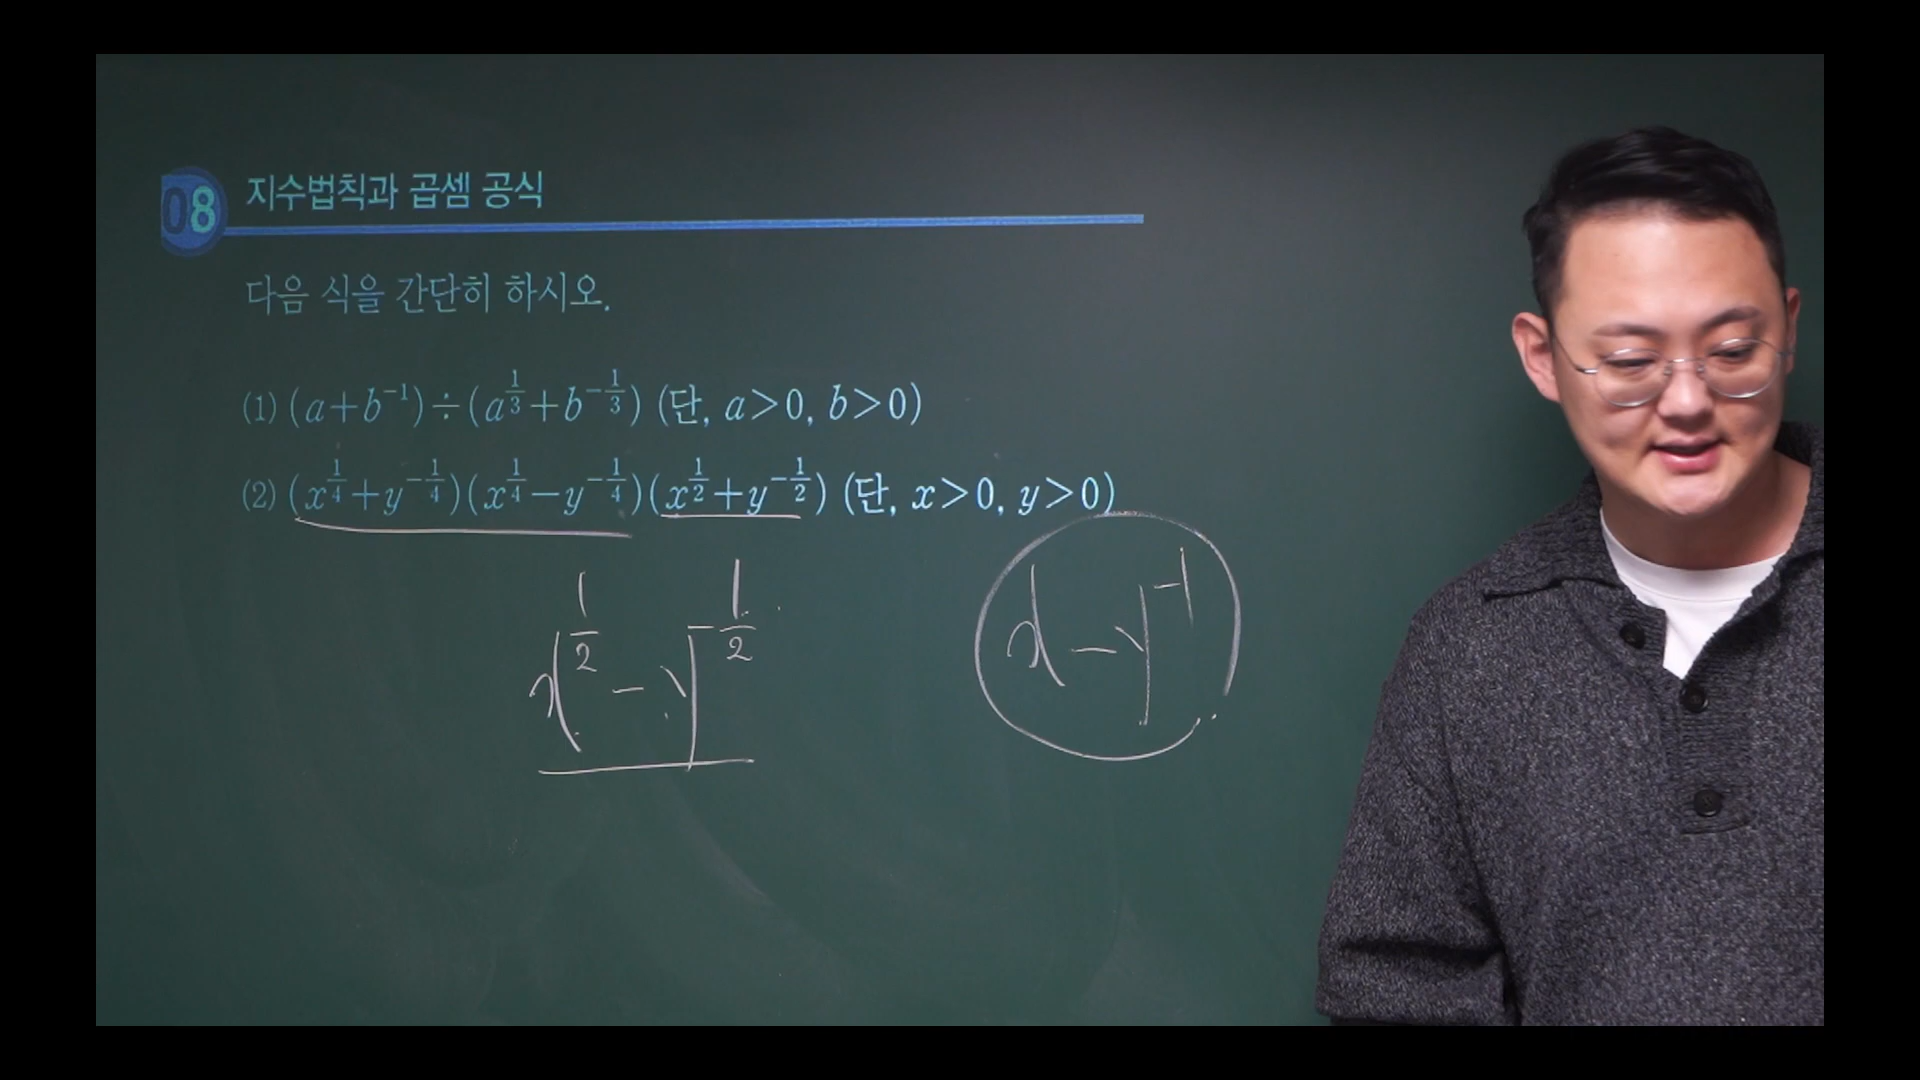 08 지수법칙과 곱셈 공식
다음 식을 간단히 하시오.
(1) (a+b⁻¹)÷(a^{1/3}+b^{-1/3}) (단, a>0, b>0)
(2) (x^{1/4}+y^{-1/4})(x^{1/4}-y^{-1/4})(x^{1/2}+y^{-1/2}) (단, x>0, y>0)
x^{1/2}-y^{-1/2}
x-y⁻¹